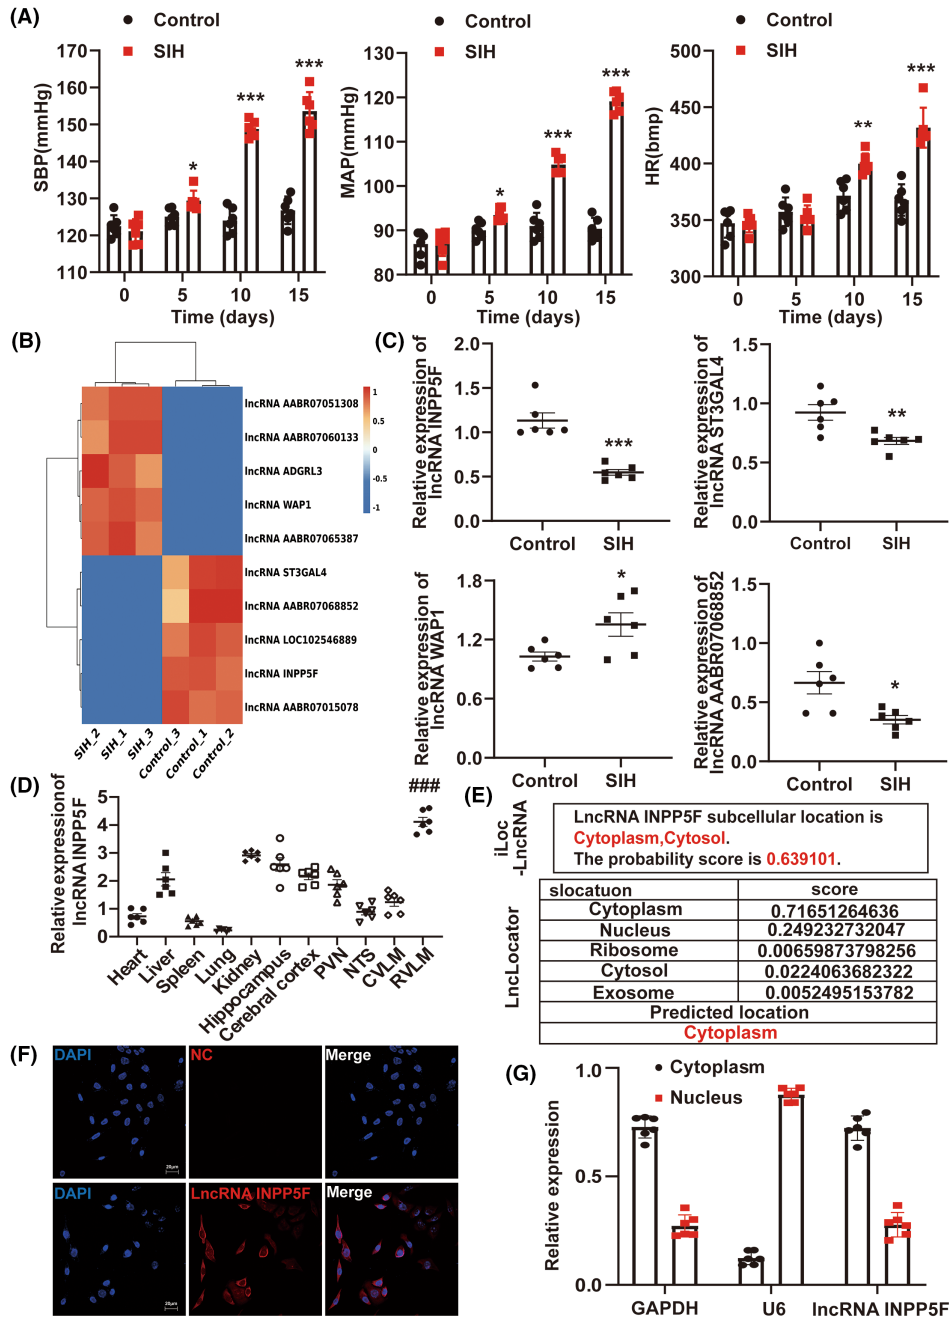 (A)
Control
SIH
SBP(mmHg)
170
160
150
140
130
120
110
*
***
***
0 5 10 15
Time (days)
Control
SIH
MAP(mmHg)
130
120
110
100
90
80
*
***
***
0 5 10 15
Time (days)
Control
SIH
HR(bmp)
500
450
400
350
300
**
***
0 5 10 15
Time (days)
(B)
lncRNA AABR07051308
lncRNA AABR07060133
lncRNA ADGRL3
lncRNA WAP1
lncRNA AABR07065387
lncRNA ST3GAL4
lncRNA AABR07068852
lncRNA LOC102546889
lncRNA INPP5F
lncRNA AABR07015078
1
0.5
0
-0.5
-1
SIH_2
SIH_1
SIH_3
Control_3
Control_1
Control_2
(C)
Relative expression of
lncRNA INPP5F
2.0
1.5
1.0
0.5
0.0
***
Control SIH
Relative expression of
lncRNA ST3GAL4
1.5
1.0
0.5
0.0
**
Control SIH
Relative expression of
lncRNA WAP1
1.8
1.2
0.6
0.0
*
Control SIH
Relative expression of
lncRNA AABR07068852
1.5
1.0
0.5
0.0
*
Control SIH
(D)
Relative expressionof
lncRNA INPP5F
5
4
3
2
1
0
###
Heart
Liver
Spleen
Lung
Kidney
Hippocampus
Cerebral cortex
PVN
NTS
CVLM
RVLM
(E)
iLoc
-LncRNA
LncRNA INPP5F subcellular location is
Cytoplasm,Cytosol.
The probability score is 0.639101.
LncLocator
slocatuon score
Cytoplasm 0.71651264636
Nucleus 0.249232732047
Ribosome 0.00659873798256
Cytosol 0.0224063682322
Exosome 0.0052495153782
Predicted location
Cytoplasm
(F)
DAPI NC Merge
20μm 20μm
DAPI LncRNA INPP5F Merge
20μm 20μm
(G)
Cytoplasm
Nucleus
Relative expression
1.0
0.5
0.0
GAPDH U6 lncRNA INPP5F